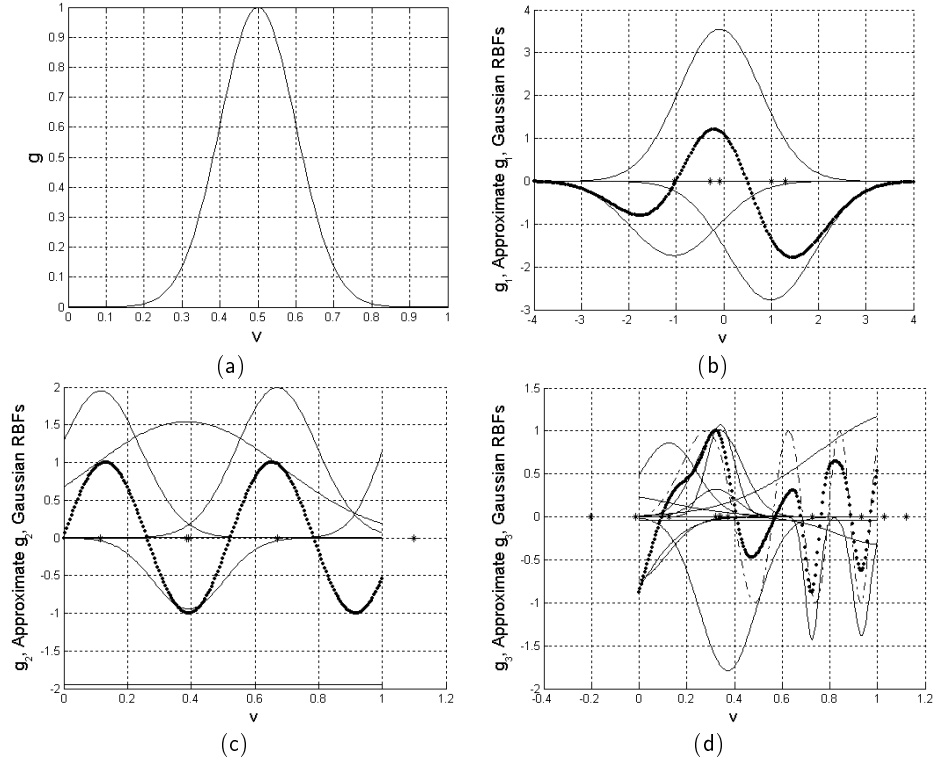 1
0.9
0.8
0.7
0.6
0.5
0.4
0.3
0.2
0.1
0
g
0 0.1 0.2 0.3 0.4 0.5 0.6 0.7 0.8 0.9 1
v
(a)
4
3
2
1
0
-1
-2
-3
g1, Approximate g1, Gaussian RBFs
-4 -3 -2 -1 0 1 2 3 4
v
(b)
2
1.5
1
0.5
0
-0.5
-1
-1.5
-2
g2, Approximate g2, Gaussian RBFs
0 0.2 0.4 0.6 0.8 1 1.2
v
(c)
1.5
1
0.5
0
-0.5
-1
-1.5
-2
g3, Approximate g3, Gaussian RBFs
-0.4 -0.2 0 0.2 0.4 0.6 0.8 1 1.2
v
(d)